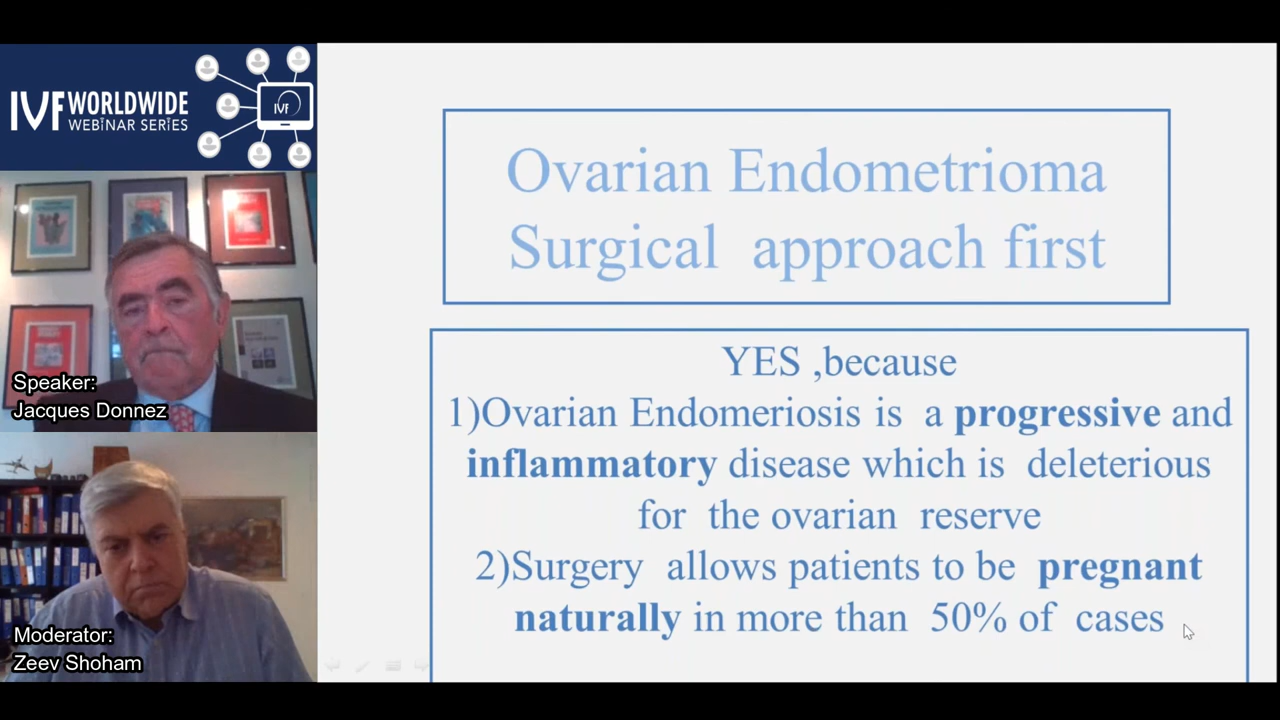 IVF WORLDWIDE
WEBINAR SERIES
IVF
Speaker:
Jacques Donnez
Moderator:
Zeev Shoham
Ovarian Endometrioma
Surgical approach first
YES ,because
1)Ovarian Endomeriosis is a progressive and
inflammatory disease which is deleterious
for the ovarian reserve
2)Surgery allows patients to be pregnant
naturally in more than 50% of cases